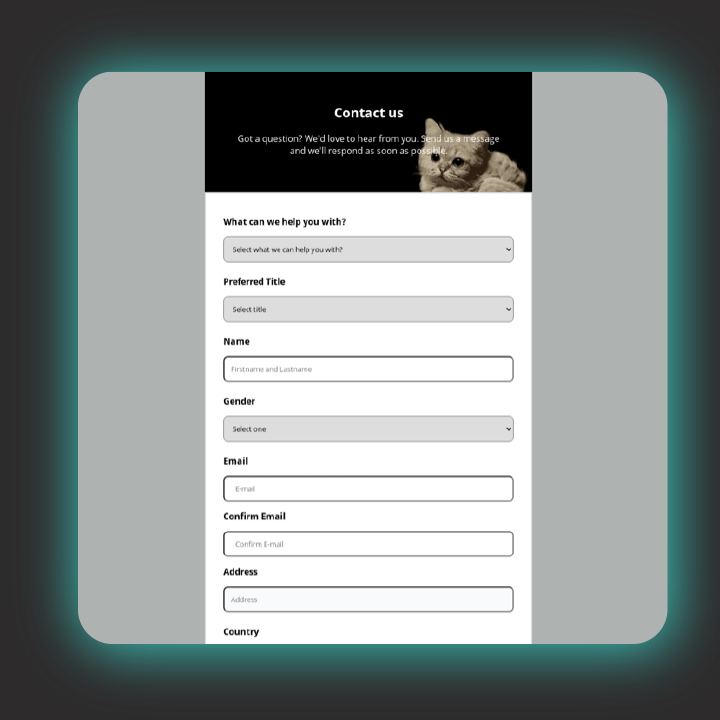 Contact us
Got a question? We'd love to hear from you. Send us a message
and we'll respond as soon as possible.
What can we help you with?
Select what we can help you with?
Preferred Title
Select title
Name
Firstname and Lastname
Gender
Select one
Email
E-mail
Confirm Email
Confirm E-mail
Address
Address
Country